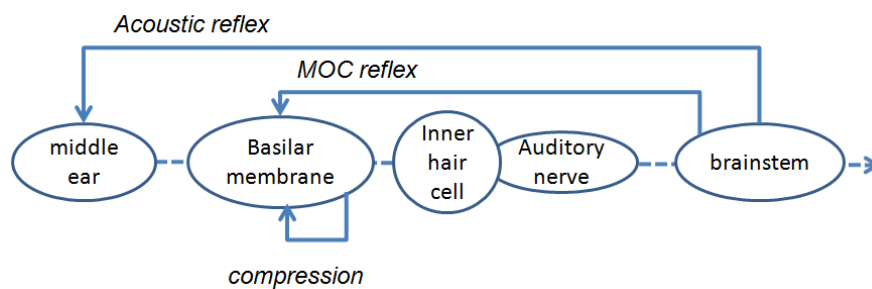 Acoustic reflex
MOC reflex
middle
ear
Basilar
membrane
Inner
hair
cell
Auditory
nerve
brainstem
compression